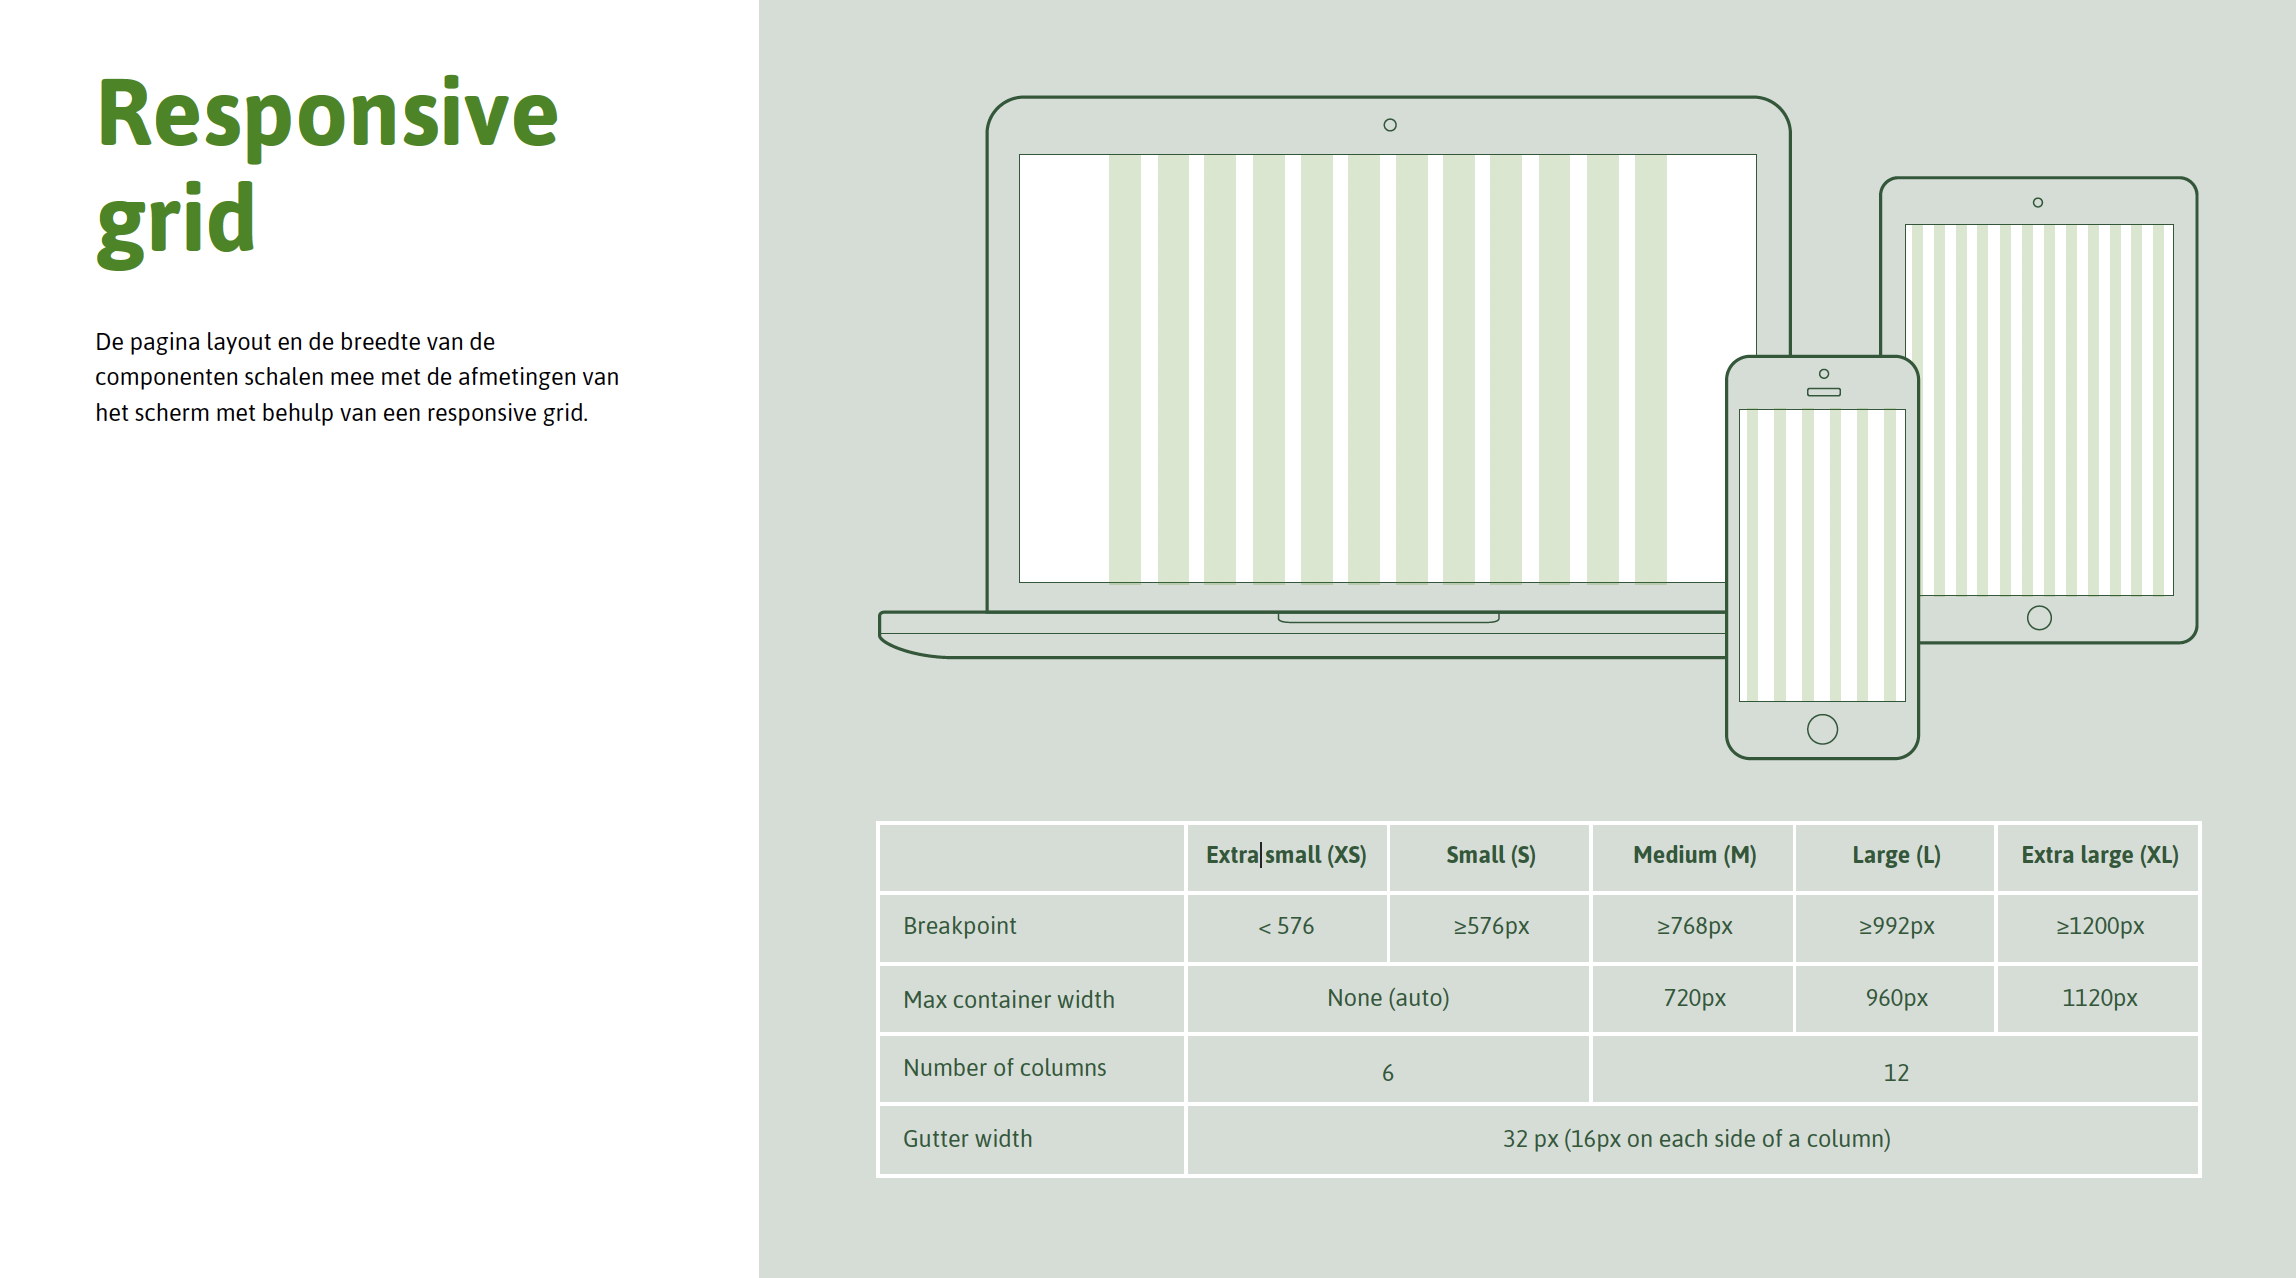 Responsive
grid
De pagina layout en de breedte van de
componenten schalen mee met de afmetingen van
het scherm met behulp van een responsive grid.
Extra small (XS) Small (S) Medium (M) Large (L) Extra large (XL)
Breakpoint < 576 ≥576px ≥768px ≥992px ≥1200px
Max container width None (auto) 720px 960px 1120px
Number of columns 6 12
Gutter width 32 px (16px on each side of a column)